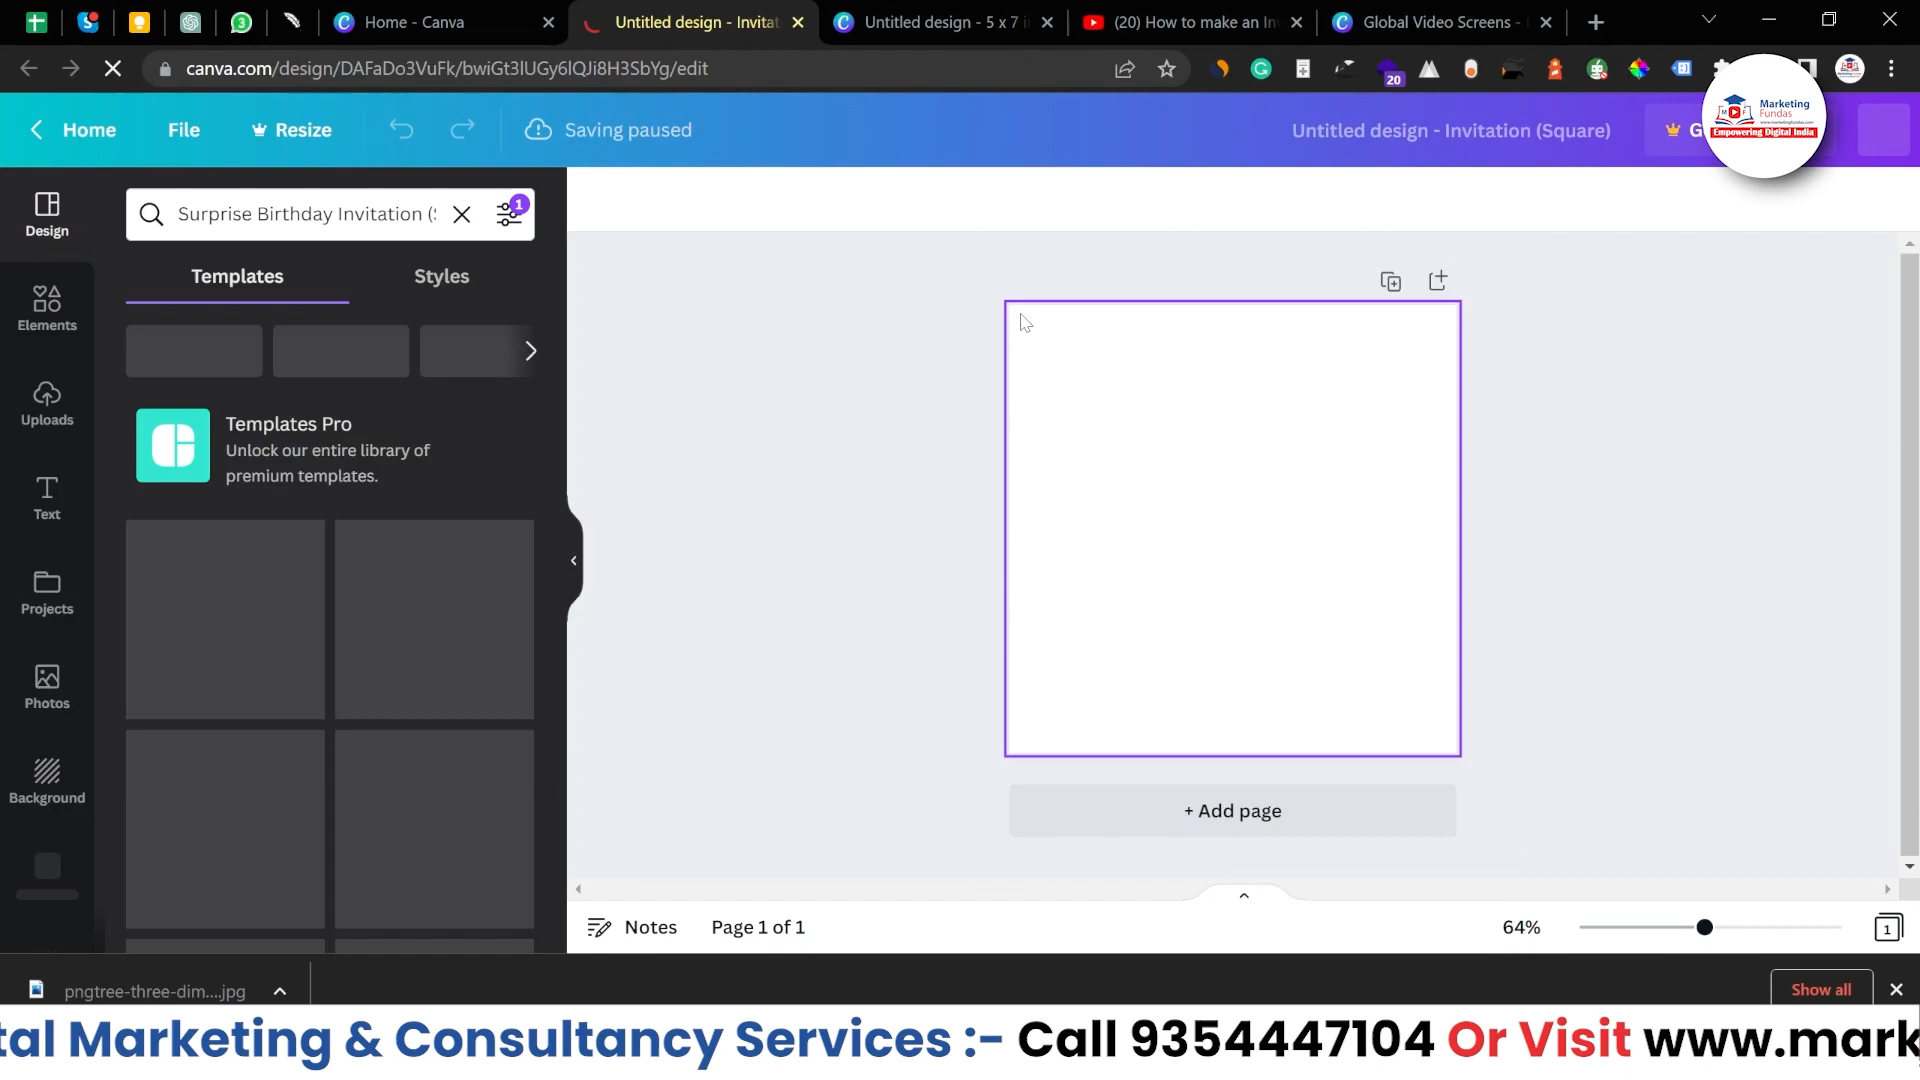 Home - Canva
Untitled design - Invitat
Untitled design - 5 x 7 i
(20) How to make an In
Global Video Screens -
canva.com/design/DAFaDo3VuFk/bwiGt3lUGy6lQJi8H3SbYg/edit
20
Home
File
Resize
Saving paused
Untitled design - Invitation (Square)
G
Marketing
Fundas
www.marketingfundas.com
Empowering Digital India
Design
Surprise Birthday Invitation (S
1
Templates
Styles
Elements
Templates Pro
Unlock our entire library of
premium templates.
Uploads
Text
Projects
Photos
Background
+ Add page
Notes
Page 1 of 1
64%
1
pngtree-three-dim....jpg
Show all
tal Marketing & Consultancy Services :- Call 9354447104 Or Visit www.mark